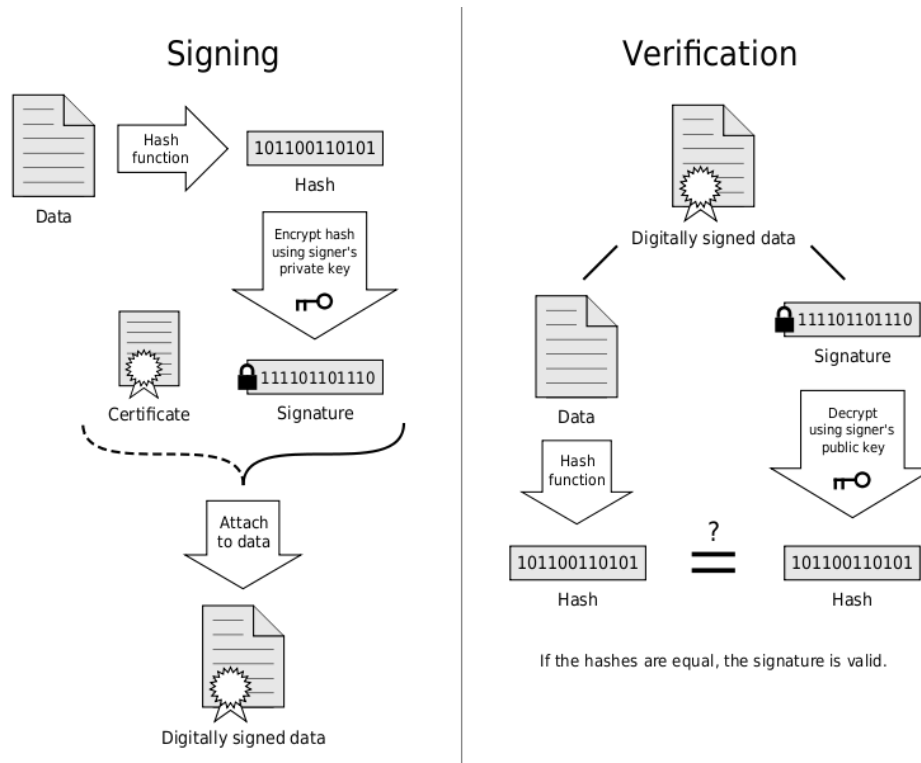 Signing
Data
Hash
function
101100110101
Hash
Encrypt hash
using signer's
private key
Certificate
111101101110
Signature
Attach
to data
Digitally signed data
Verification
Digitally signed data
Data
111101101110
Signature
Hash
function
Decrypt
using signer's
public key
101100110101
Hash
?
101100110101
Hash
If the hashes are equal, the signature is valid.